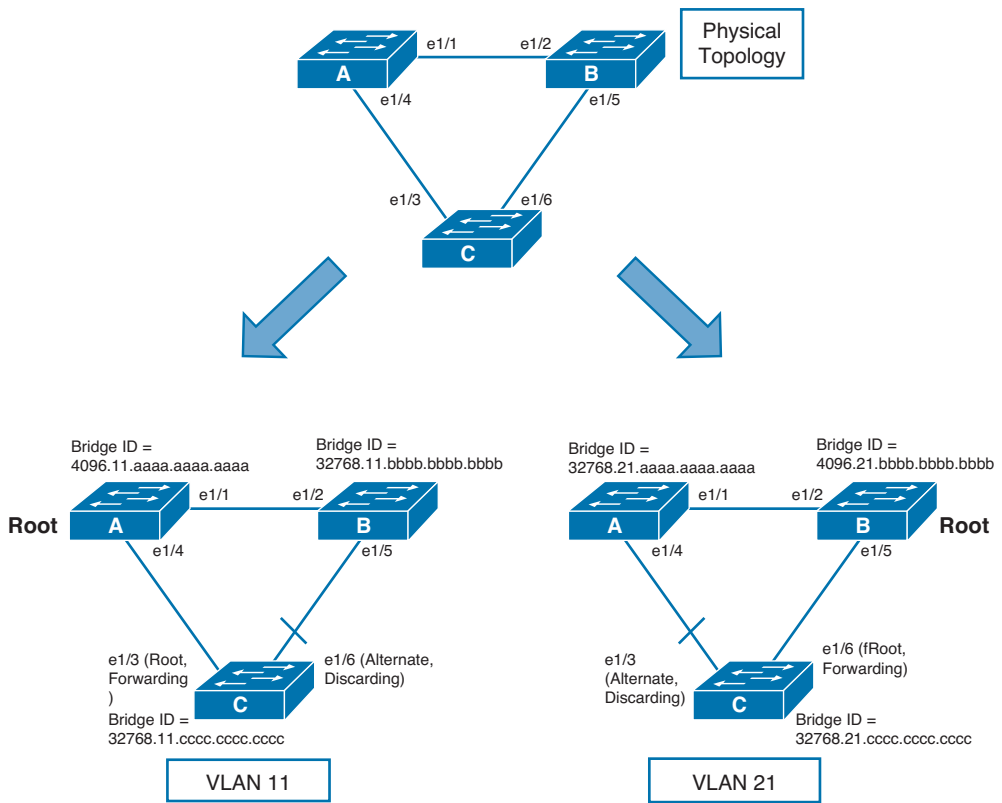 Physical
Topology
e1/1
e1/2
A
B
e1/4
e1/5
e1/3
e1/6
C
Bridge ID =
4096.11.aaaa.aaaa.aaaa
Bridge ID =
32768.11.bbbb.bbbb.bbbb
e1/1
e1/2
Root
A
B
e1/4
e1/5
e1/3 (Root,
Forwarding
)
e1/6 (Alternate,
Discarding)
C
Bridge ID =
32768.11.cccc.cccc.cccc
VLAN 11
Bridge ID =
32768.21.aaaa.aaaa.aaaa
Bridge ID =
4096.21.bbbb.bbbb.bbbb
e1/1
e1/2
A
B
Root
e1/4
e1/5
e1/3
(Alternate,
Discarding)
e1/6 (fRoot,
Forwarding)
C
Bridge ID =
32768.21.cccc.cccc.cccc
VLAN 21